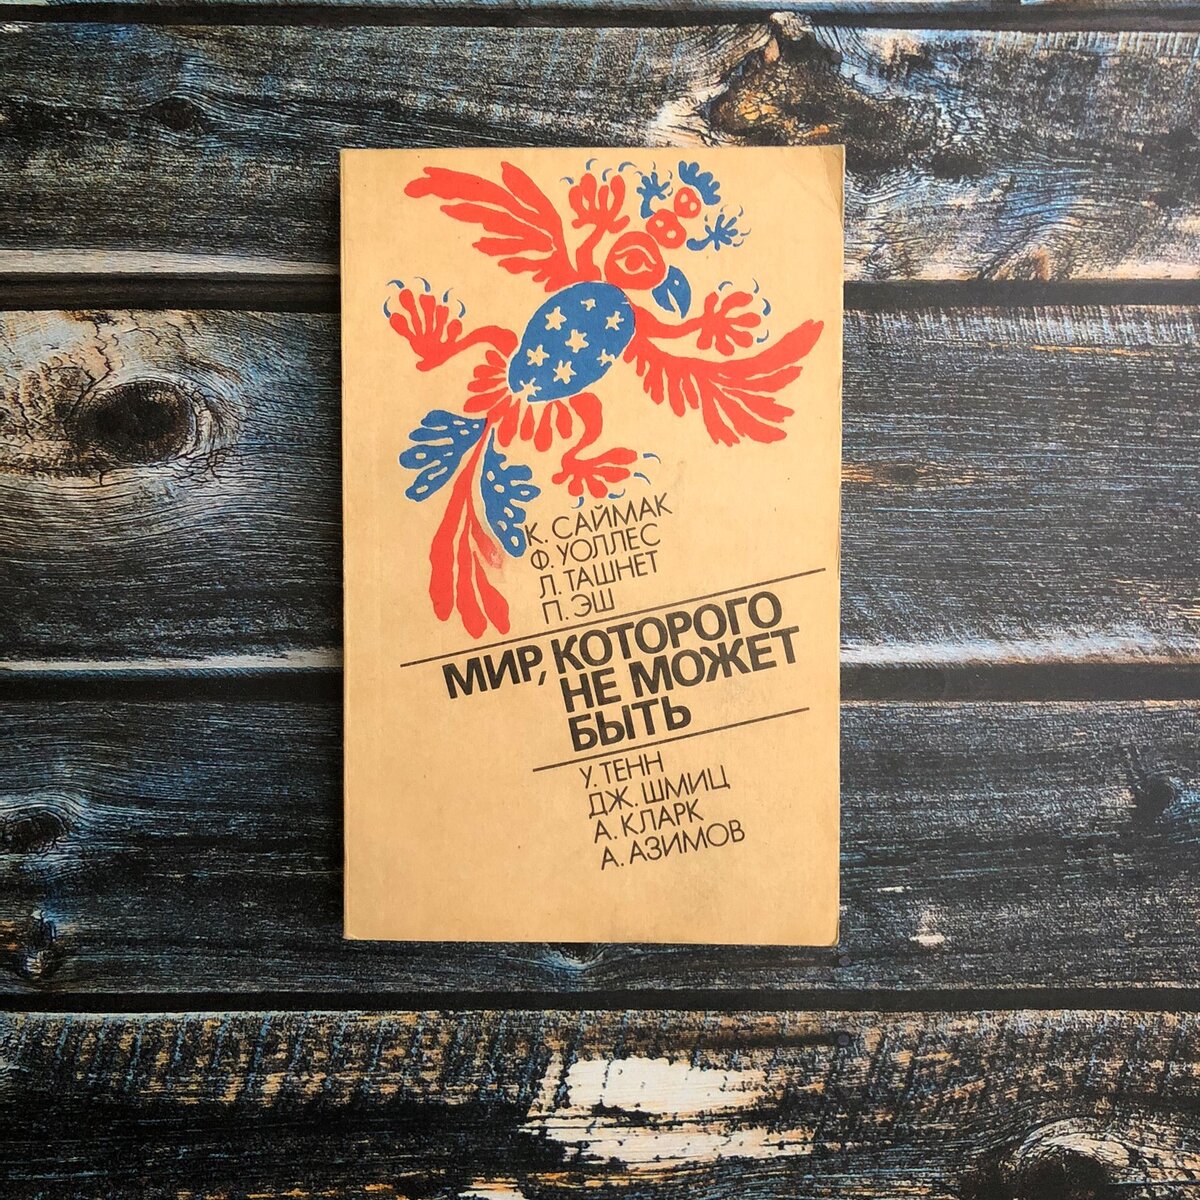 К. САЙМАК
Ф. УОЛЛЕС
Л. ТАШНЕТ
П. ЭШ
МИР, КОТОРОГО
НЕ МОЖЕТ
БЫТЬ
У. ТЕНН
ДЖ. ШМИЦ
А. КЛАРК
А. АЗИМОВ